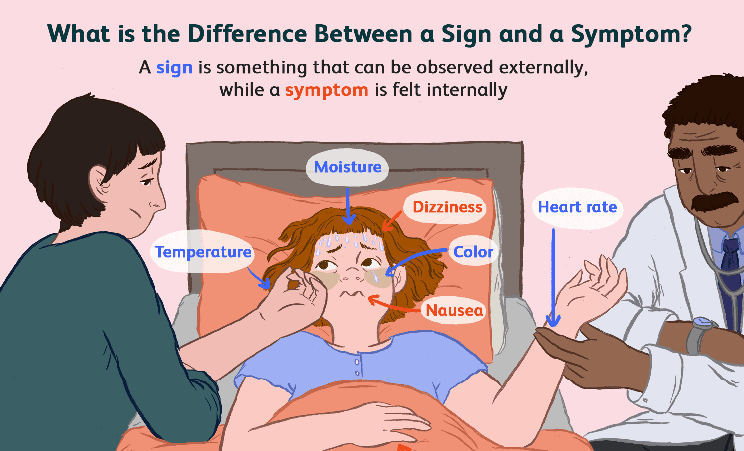 What is the Difference Between a Sign and a Symptom?
A sign is something that can be observed externally,
while a symptom is felt internally
Moisture
Dizziness
Heart rate
Temperature
Color
Nausea